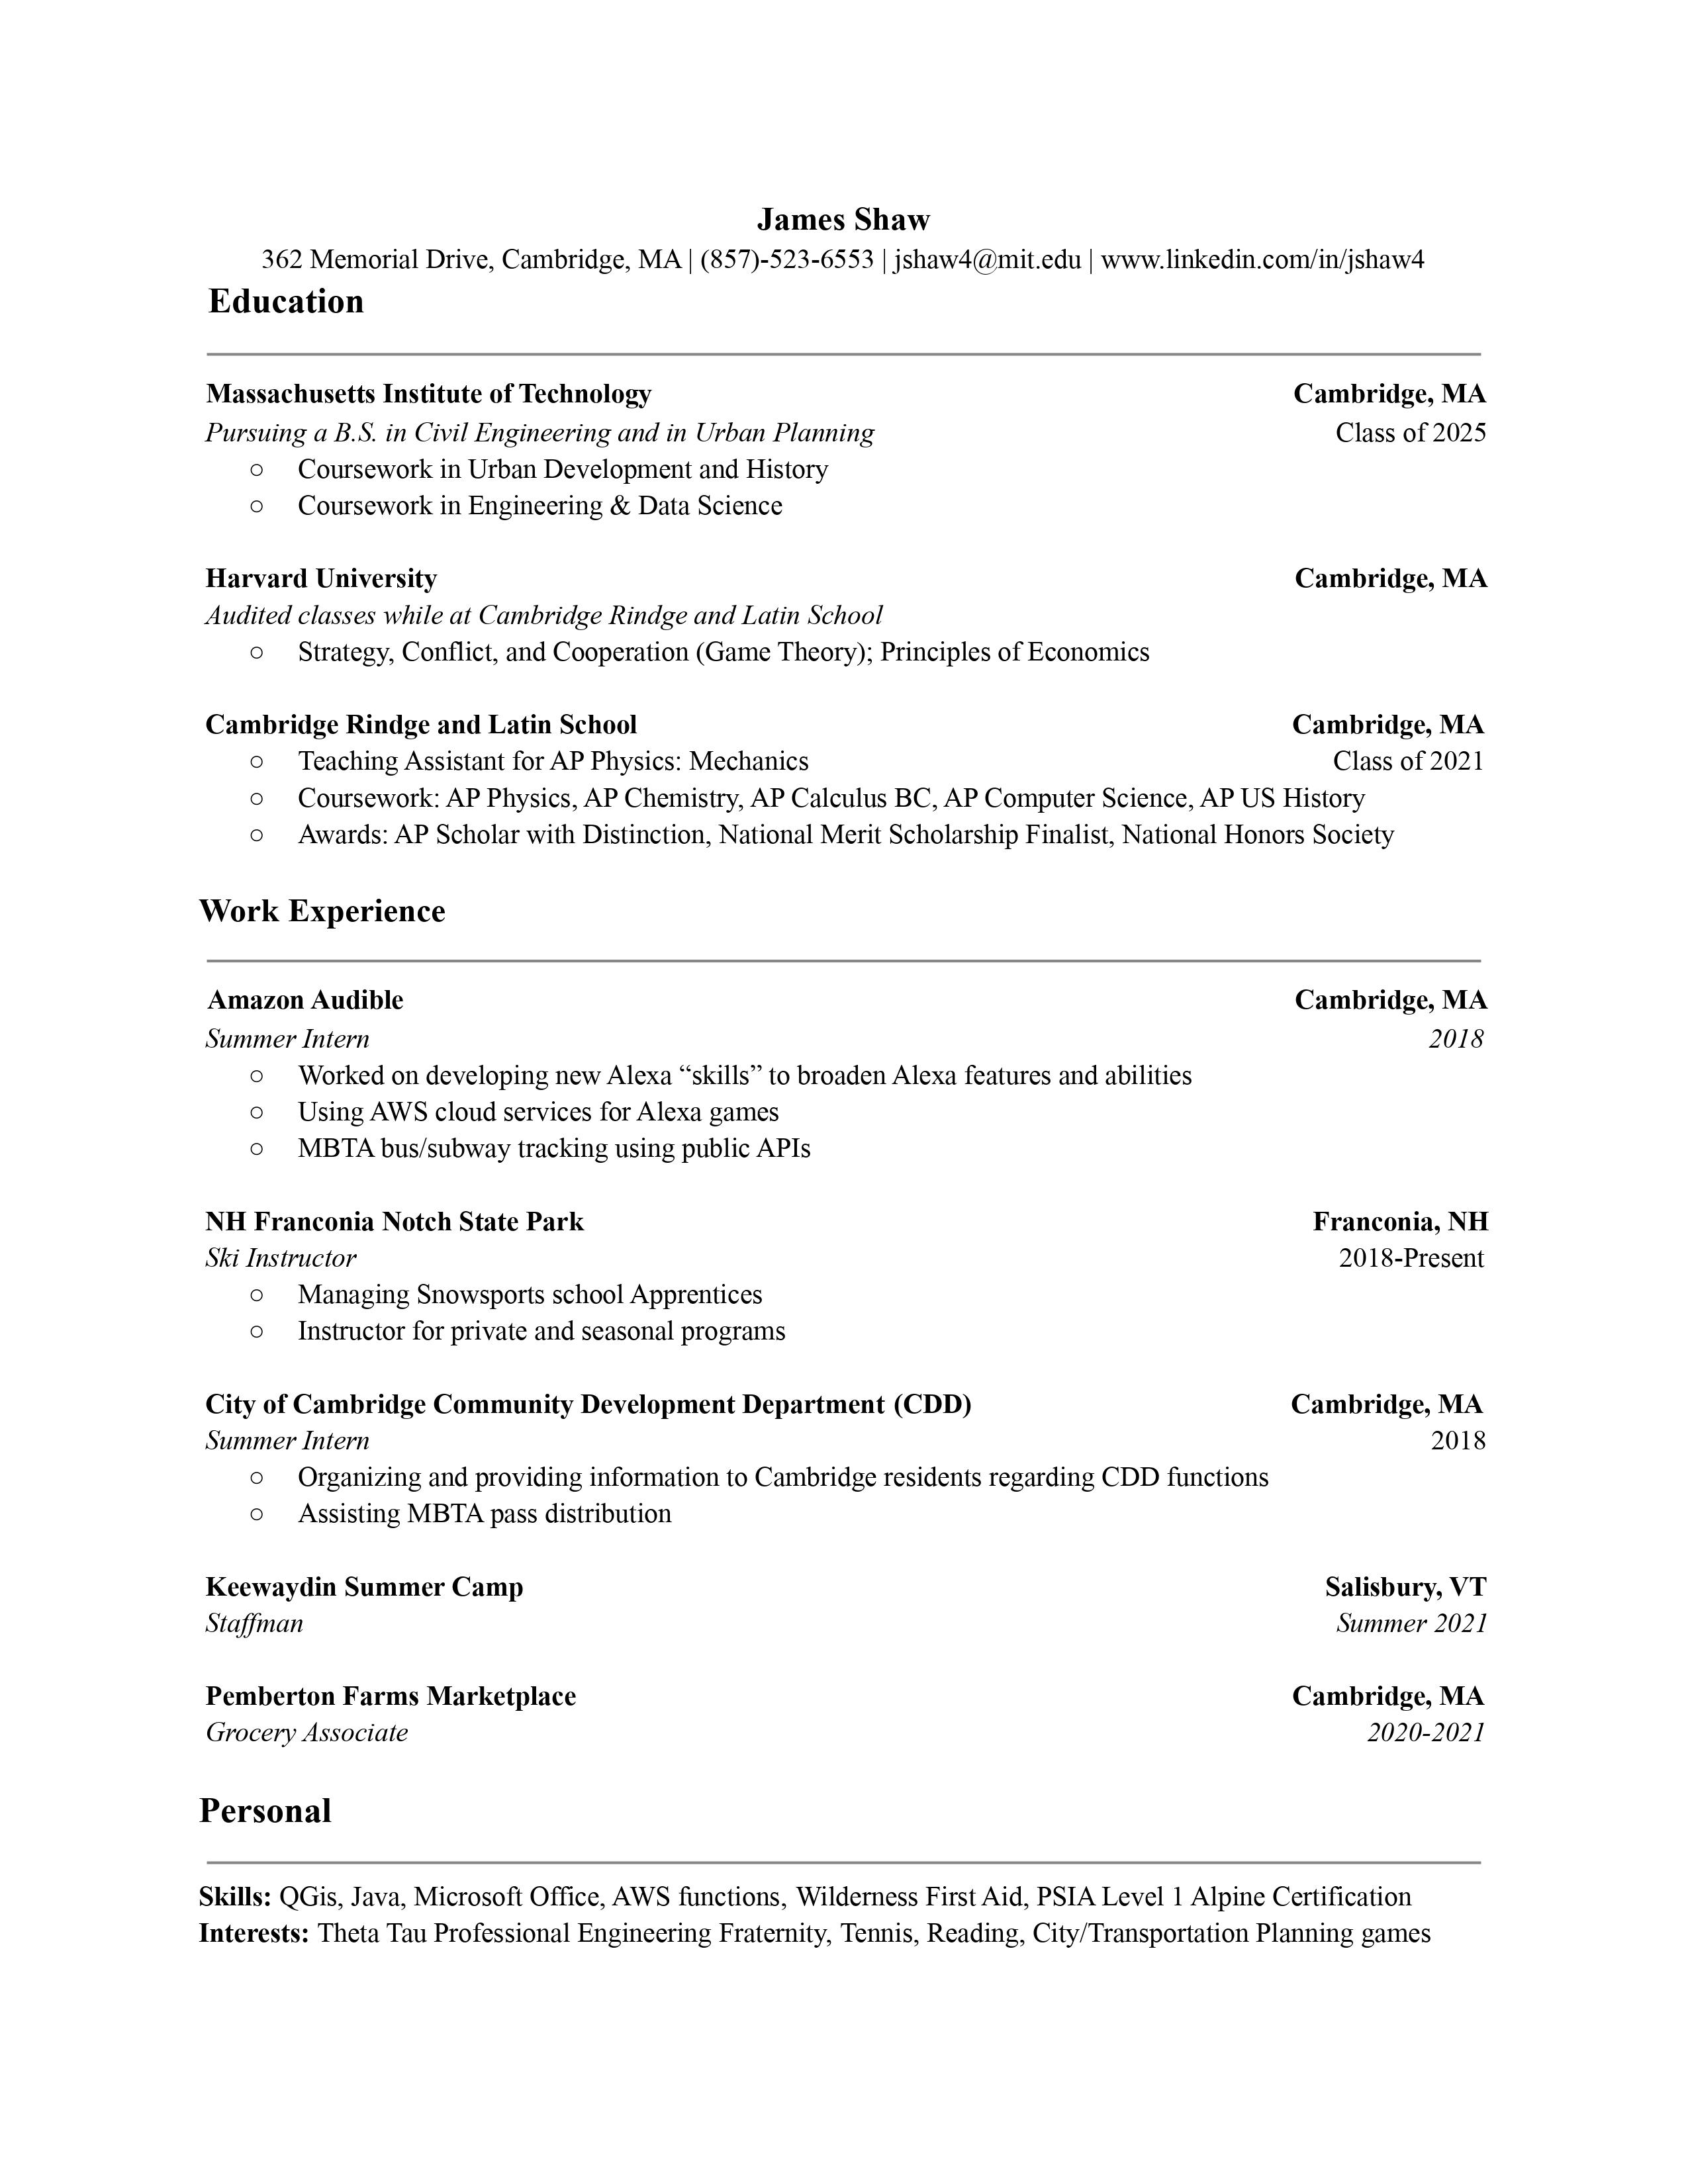 James Shaw
362 Memorial Drive, Cambridge, MA | (857)-523-6553 | jshaw4@mit.edu | www.linkedin.com/in/jshaw4
Education
Massachusetts Institute of Technology Cambridge, MA
Pursuing a B.S. in Civil Engineering and in Urban Planning Class of 2025
○ Coursework in Urban Development and History
○ Coursework in Engineering & Data Science
Harvard University Cambridge, MA
Audited classes while at Cambridge Rindge and Latin School
○ Strategy, Conflict, and Cooperation (Game Theory); Principles of Economics
Cambridge Rindge and Latin School Cambridge, MA
○ Teaching Assistant for AP Physics: Mechanics Class of 2021
○ Coursework: AP Physics, AP Chemistry, AP Calculus BC, AP Computer Science, AP US History
○ Awards: AP Scholar with Distinction, National Merit Scholarship Finalist, National Honors Society
Work Experience
Amazon Audible Cambridge, MA
Summer Intern 2018
○ Worked on developing new Alexa “skills” to broaden Alexa features and abilities
○ Using AWS cloud services for Alexa games
○ MBTA bus/subway tracking using public APIs
NH Franconia Notch State Park Franconia, NH
Ski Instructor 2018-Present
○ Managing Snowsports school Apprentices
○ Instructor for private and seasonal programs
City of Cambridge Community Development Department (CDD) Cambridge, MA
Summer Intern 2018
○ Organizing and providing information to Cambridge residents regarding CDD functions
○ Assisting MBTA pass distribution
Keewaydin Summer Camp Salisbury, VT
Staffman Summer 2021
Pemberton Farms Marketplace Cambridge, MA
Grocery Associate 2020-2021
Personal
Skills: QGis, Java, Microsoft Office, AWS functions, Wilderness First Aid, PSIA Level 1 Alpine Certification
Interests: Theta Tau Professional Engineering Fraternity, Tennis, Reading, City/Transportation Planning games